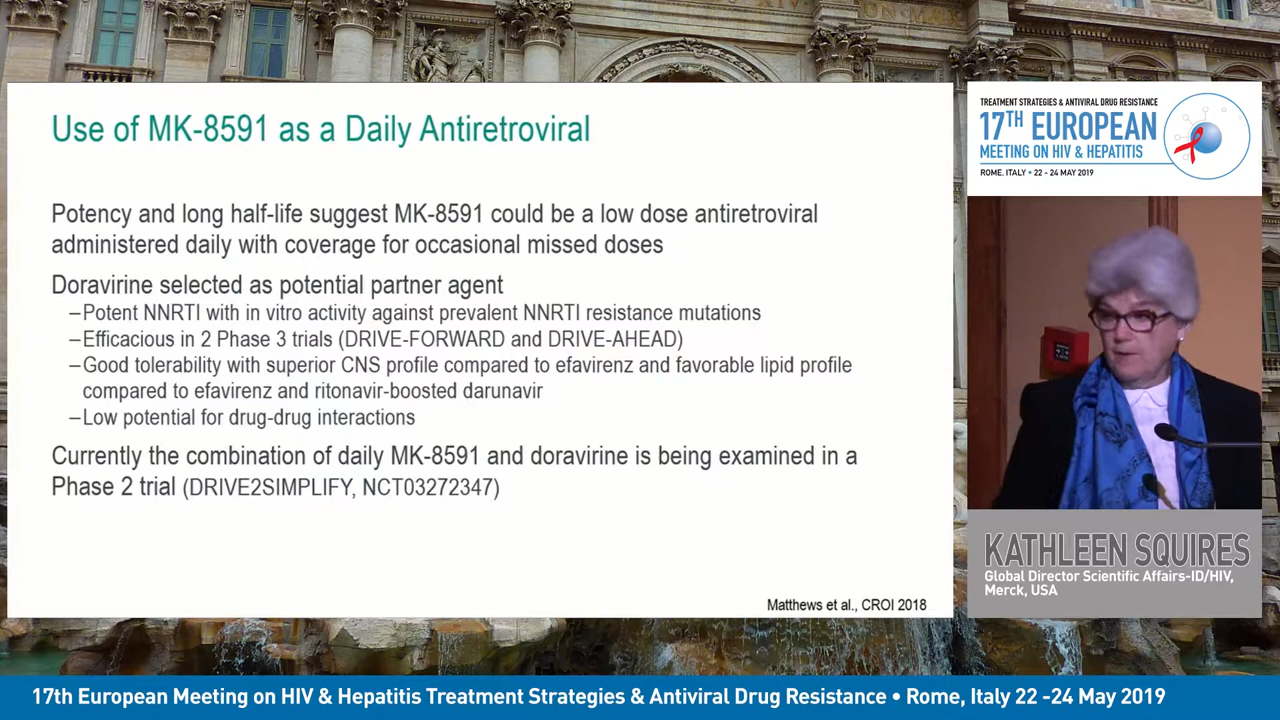 Use of MK-8591 as a Daily Antiretroviral
Potency and long half-life suggest MK-8591 could be a low dose antiretroviral
administered daily with coverage for occasional missed doses
Doravirine selected as potential partner agent
–Potent NNRTI with in vitro activity against prevalent NNRTI resistance mutations
–Efficacious in 2 Phase 3 trials (DRIVE-FORWARD and DRIVE-AHEAD)
–Good tolerability with superior CNS profile compared to efavirenz and favorable lipid profile
compared to efavirenz and ritonavir-boosted darunavir
–Low potential for drug-drug interactions
Currently the combination of daily MK-8591 and doravirine is being examined in a
Phase 2 trial (DRIVE2SIMPLIFY, NCT03272347)
Matthews et al., CROI 2018
TREATMENT STRATEGIES & ANTIVIRAL DRUG RESISTANCE
17TH EUROPEAN
MEETING ON HIV & HEPATITIS
ROME, ITALY • 22 - 24 MAY 2019
KATHLEEN SQUIRES
Global Director Scientific Affairs-ID/HIV,
Merck, USA
17th European Meeting on HIV & Hepatitis Treatment Strategies & Antiviral Drug Resistance • Rome, Italy 22 -24 May 2019